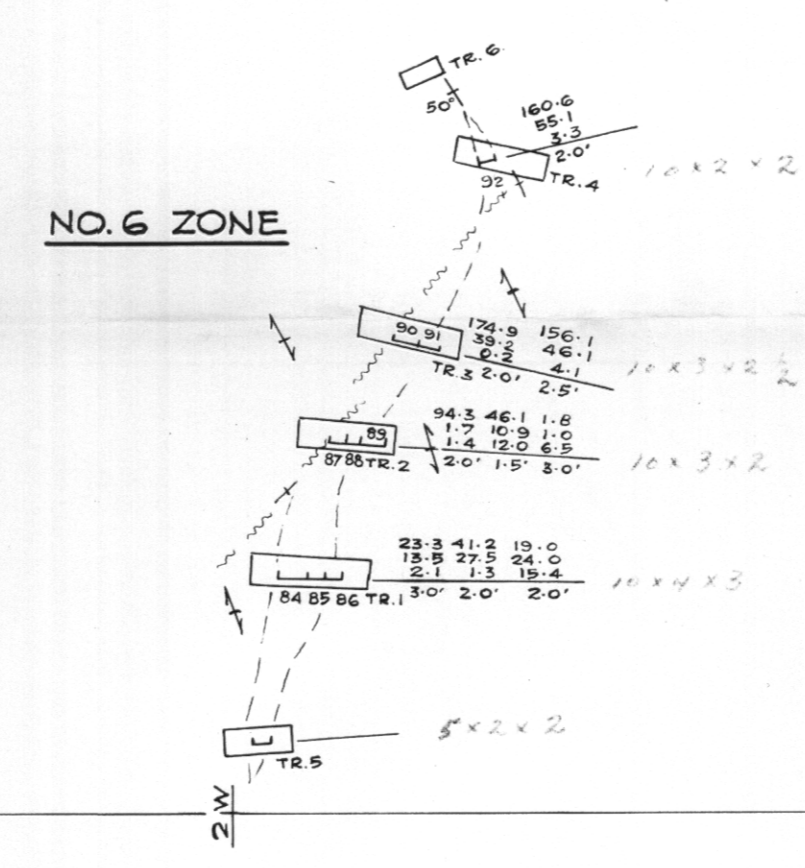 TR.6.
50°
160.6
55.1
3.3
2.0'
92
TR.4
10 x 2 x 2
NO. 6 ZONE
90 91
174.9 156.1
39.2 46.1
0.2 4.1
TR.3 2.0' 2.5'
10 x 3 x 2 1/2
94.3 46.1 1.8
1.7 10.9 1.0
1.4 12.0 6.5
2.0' 1.5' 3.0'
89
87 88 TR.2
10 x 3 x 2
23.3 41.2 19.0
13.5 27.5 24.0
2.1 1.3 15.4
3.0' 2.0' 2.0'
84 85 86 TR.1
10 x 4 x 3
5 x 2 x 2
TR.5
2 W